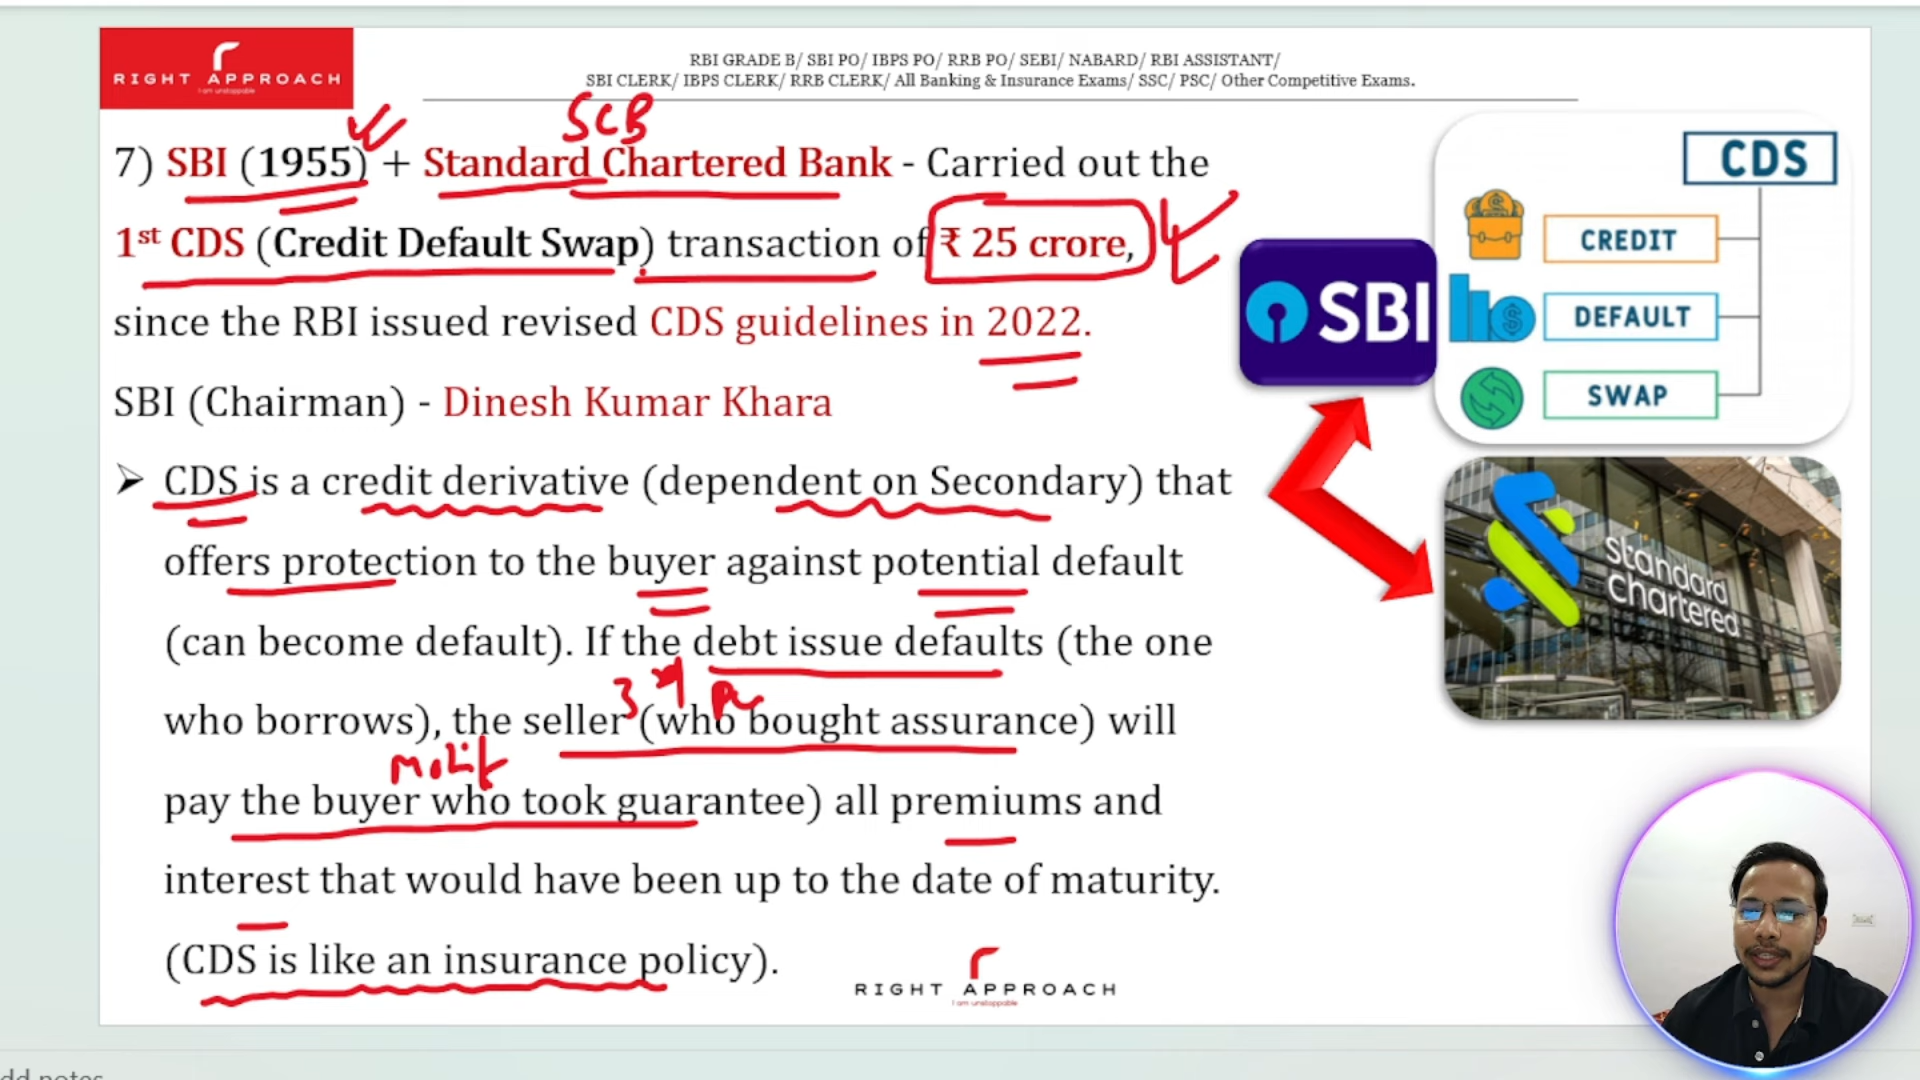 RIGHT APPROACH
I am unstoppable
RBI GRADE B/ SBI PO/ IBPS PO/ RRB PO/ SEBI/ NABARD/ RBI ASSISTANT/
SBI CLERK/ IBPS CLERK/ RRB CLERK/ All Banking & Insurance Exams/ SSC/ PSC/ Other Competitive Exams.
SCB
7) SBI (1955) + Standard Chartered Bank - Carried out the
1st CDS (Credit Default Swap) transaction of ₹ 25 crore,
since the RBI issued revised CDS guidelines in 2022.
SBI (Chairman) - Dinesh Kumar Khara
➢ CDS is a credit derivative (dependent on Secondary) that
offers protection to the buyer against potential default
(can become default). If the debt issue defaults (the one
who borrows), the seller (who bought assurance) will
pay the buyer who took guarantee) all premiums and
interest that would have been up to the date of maturity.
(CDS is like an insurance policy).
CDS
CREDIT
DEFAULT
SWAP
SBI
standard
chartered
RIGHT APPROACH
I am unstoppable